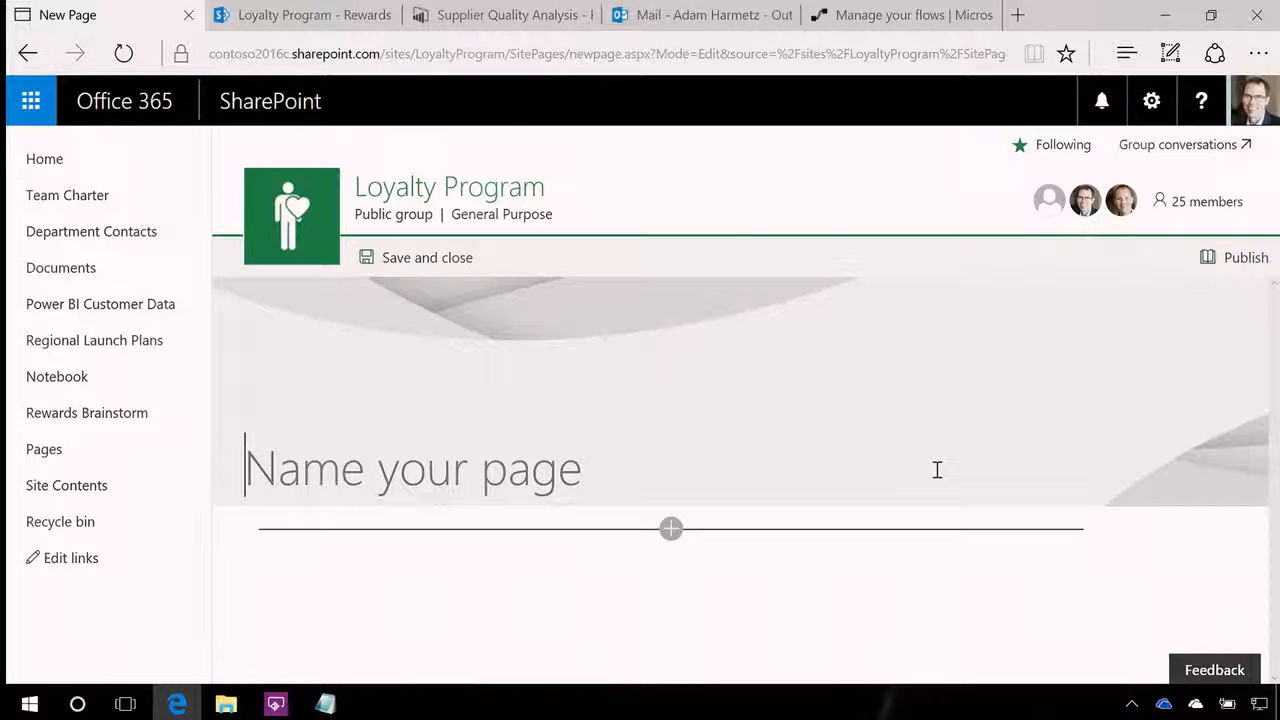 New Page
Loyalty Program - Rewards
Supplier Quality Analysis -
Mail - Adam Harmetz - Out
Manage your flows | Micros
contoso2016c.sharepoint.com/sites/LoyaltyProgram/SitePages/newpage.aspx?Mode=Edit&source=%2Fsites%2FLoyaltyProgram%2FSitePag
Office 365
SharePoint
Following
Group conversations
Home
Team Charter
Department Contacts
Documents
Power BI Customer Data
Regional Launch Plans
Notebook
Rewards Brainstorm
Pages
Site Contents
Recycle bin
Edit links
Loyalty Program
Public group | General Purpose
25 members
Save and close
Publish
Name your page
Feedback